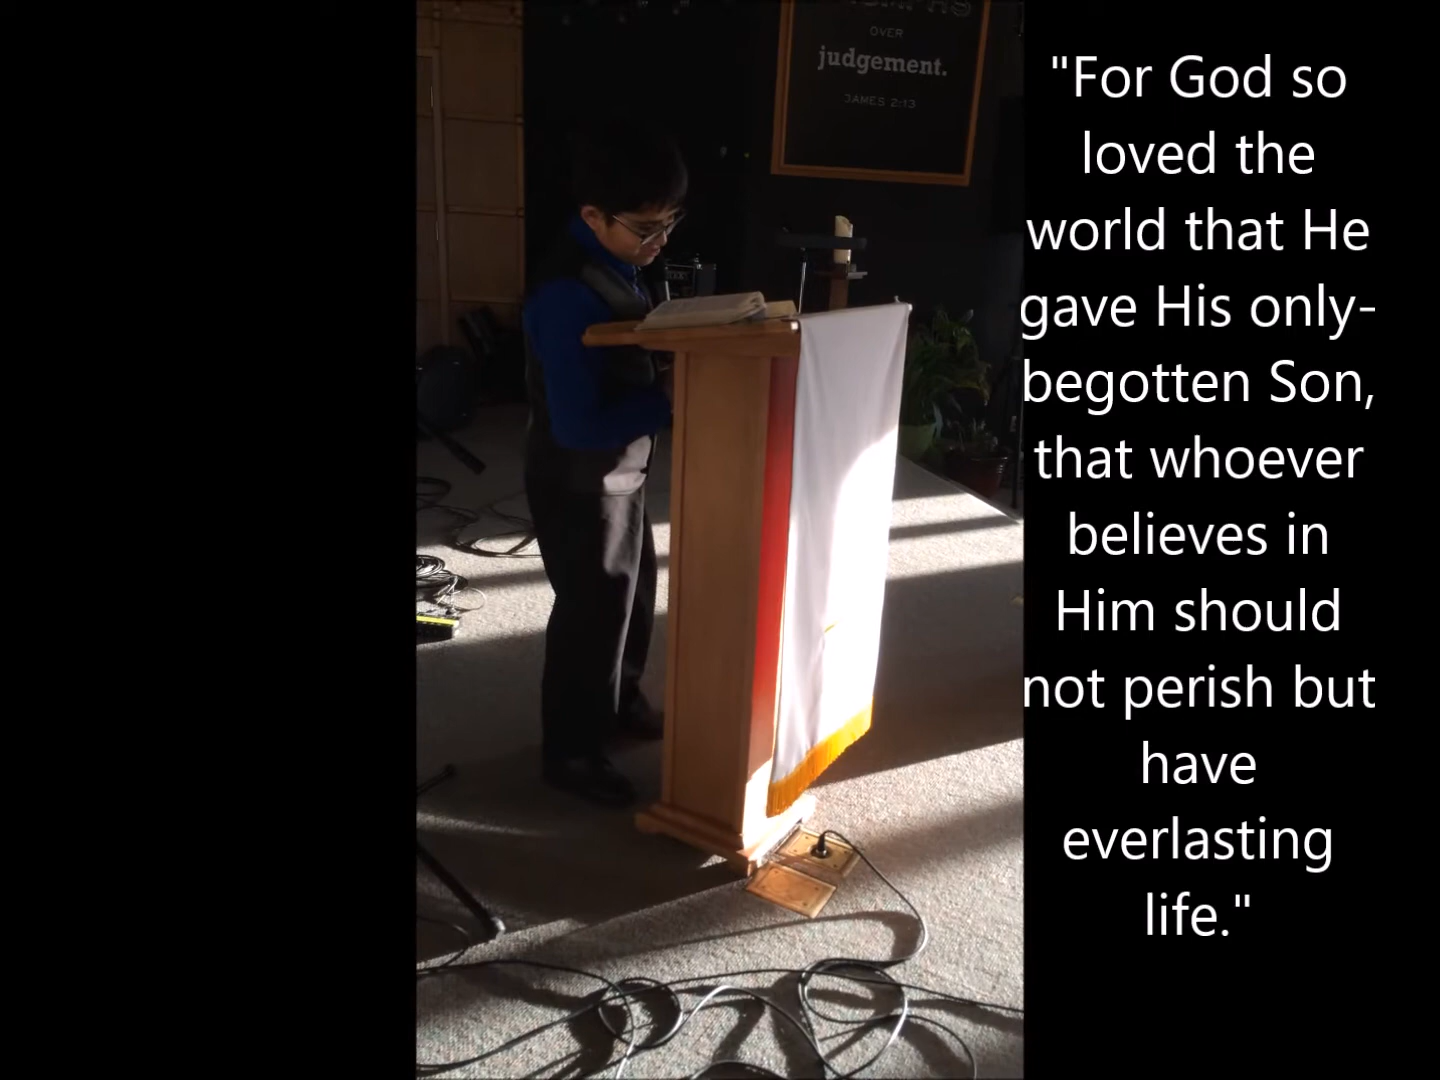 OVER
judgement.
JAMES 2:13
"For God so
loved the
world that He
gave His only-
begotten Son,
that whoever
believes in
Him should
not perish but
have
everlasting
life."